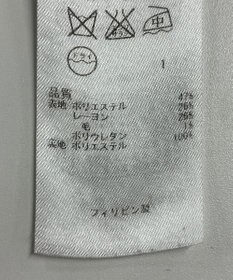 中
ドライ
1
品質
表地 ポリエステル 47%
レーヨン 26%
毛 26%
ポリウレタン 1%
裏地 ポリエステル 100%
フィリピン製